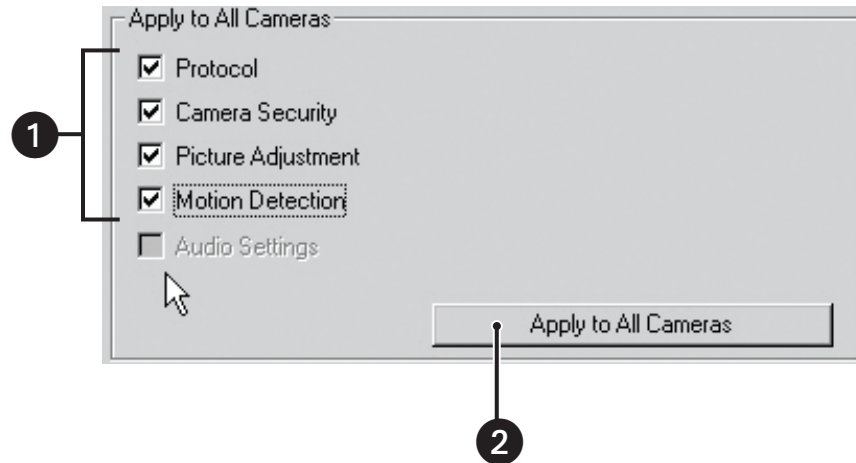 Apply to All Cameras
Protocol
Camera Security
1
Picture Adjustment
Motion Detection
Audio Settings
Apply to All Cameras
2